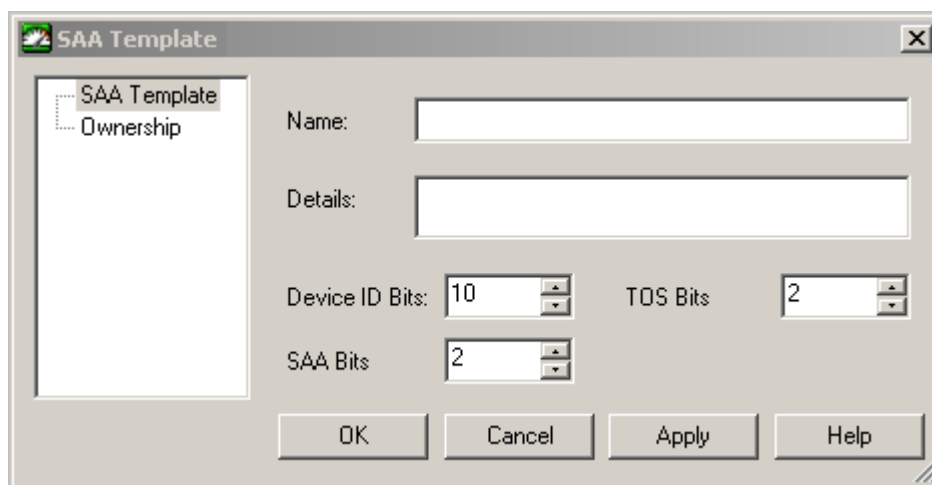 SAA Template
SAA Template
Ownership
Name:
Details:
Device ID Bits: 10 TOS Bits 2
SAA Bits 2
OK Cancel Apply Help